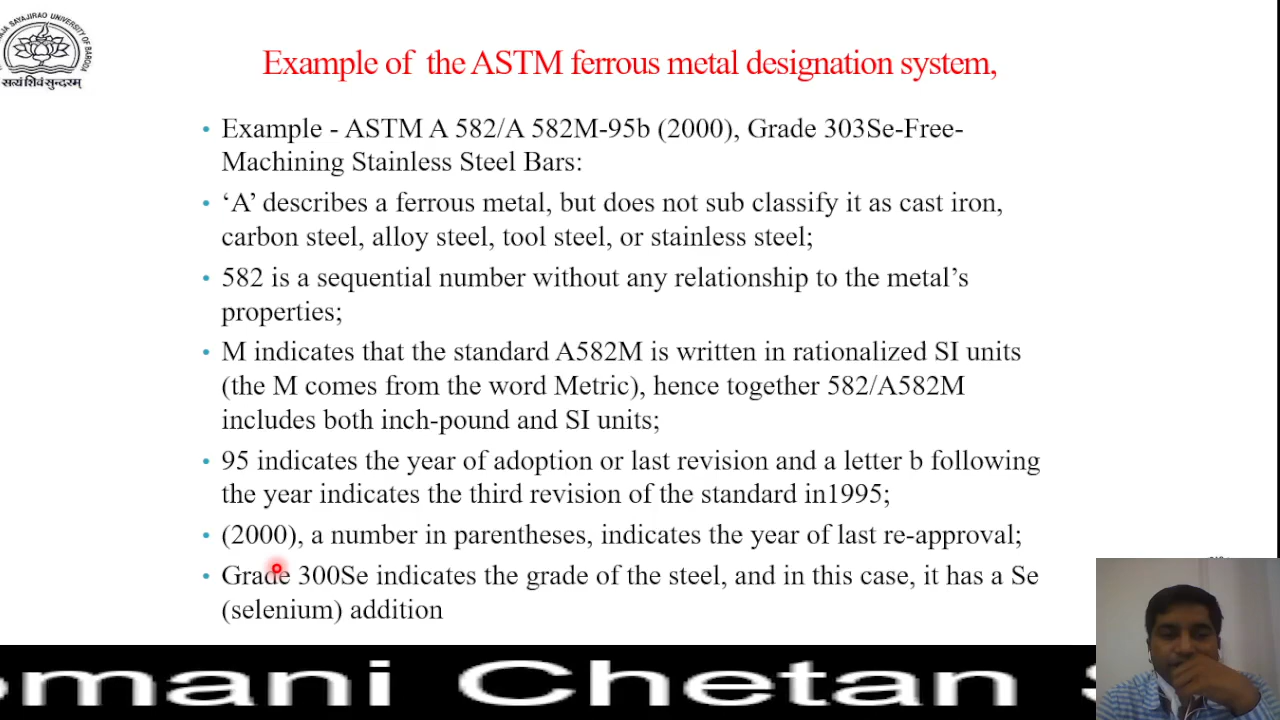 Example of the ASTM ferrous metal designation system,
• Example - ASTM A 582/A 582M-95b (2000), Grade 303Se-Free-
Machining Stainless Steel Bars:
• ‘A’ describes a ferrous metal, but does not sub classify it as cast iron,
carbon steel, alloy steel, tool steel, or stainless steel;
• 582 is a sequential number without any relationship to the metal’s
properties;
• M indicates that the standard A582M is written in rationalized SI units
(the M comes from the word Metric), hence together 582/A582M
includes both inch-pound and SI units;
• 95 indicates the year of adoption or last revision and a letter b following
the year indicates the third revision of the standard in1995;
• (2000), a number in parentheses, indicates the year of last re-approval;
• Grade 300Se indicates the grade of the steel, and in this case, it has a Se
(selenium) addition
omani Chetan S
सत्यं शिवं सुन्दरम्